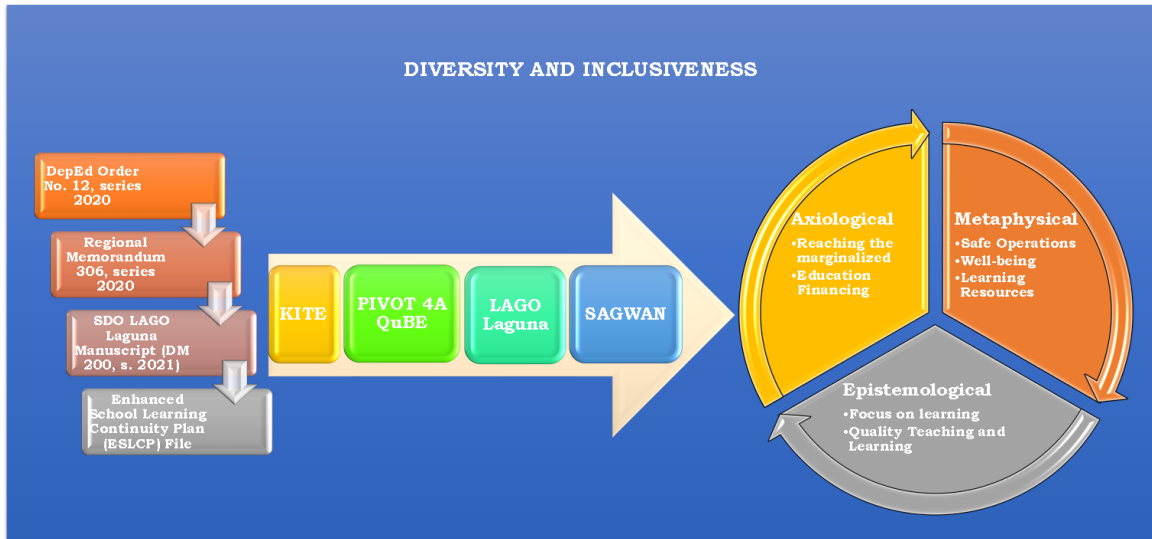 DIVERSITY AND INCLUSIVENESS
DepEd Order
No. 12, series
2020
Regional
Memorandum
306, series
2020
SDO LAGO
Laguna
Manuscript (DM
200, s. 2021)
Enhanced
School Learning
Continuity Plan
(ESLCP) File
KITE
PIVOT 4A
QuBE
LAGO
Laguna
SAGWAN
Axiological
•Reaching the
marginalized
•Education
Financing
Metaphysical
•Safe Operations
•Well-being
•Learning
Resources
Epistemological
•Focus on learning
•Quality Teaching and
Learning